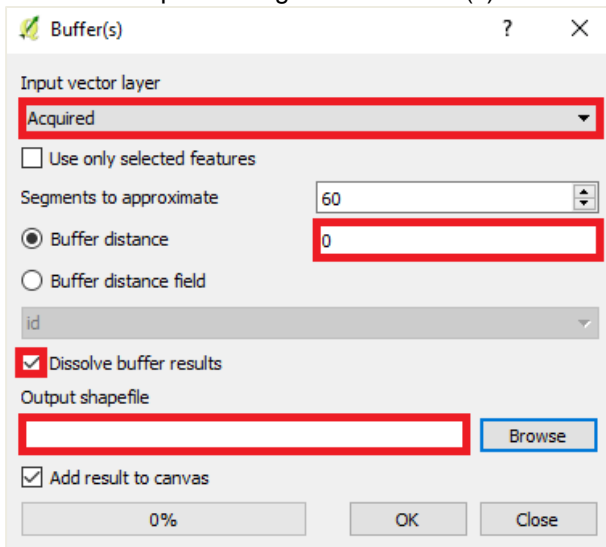 Buffer(s) ?
Input vector layer
Acquired
Use only selected features
Segments to approximate 60
Buffer distance 0
Buffer distance field
id
Dissolve buffer results
Output shapefile
Browse
Add result to canvas
0% OK Close